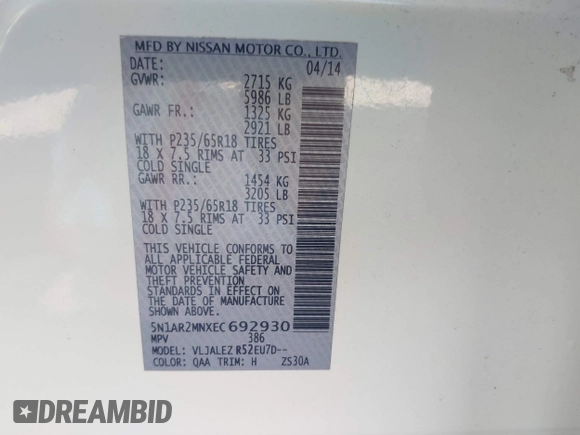 MFD BY NISSAN MOTOR CO., LTD.
DATE: 04/14
GVWR: 2715 KG
5986 LB
GAWR FR.: 1325 KG
2921 LB
WITH P235/65R18 TIRES
18 X 7.5 RIMS AT 33 PSI
COLD SINGLE
GAWR RR.: 1454 KG
3205 LB
WITH P235/65R18 TIRES
18 X 7.5 RIMS AT 33 PSI
COLD SINGLE
THIS VEHICLE CONFORMS TO
ALL APPLICABLE FEDERAL
MOTOR VEHICLE SAFETY AND
THEFT PREVENTION
STANDARDS IN EFFECT ON
THE DATE OF MANUFACTURE
SHOWN ABOVE.
5N1AR2MNXEC692930
MPV 386
MODEL: VLJALEZ R52EU7D--
COLOR: QAA TRIM: H ZS30A
DREAMBID